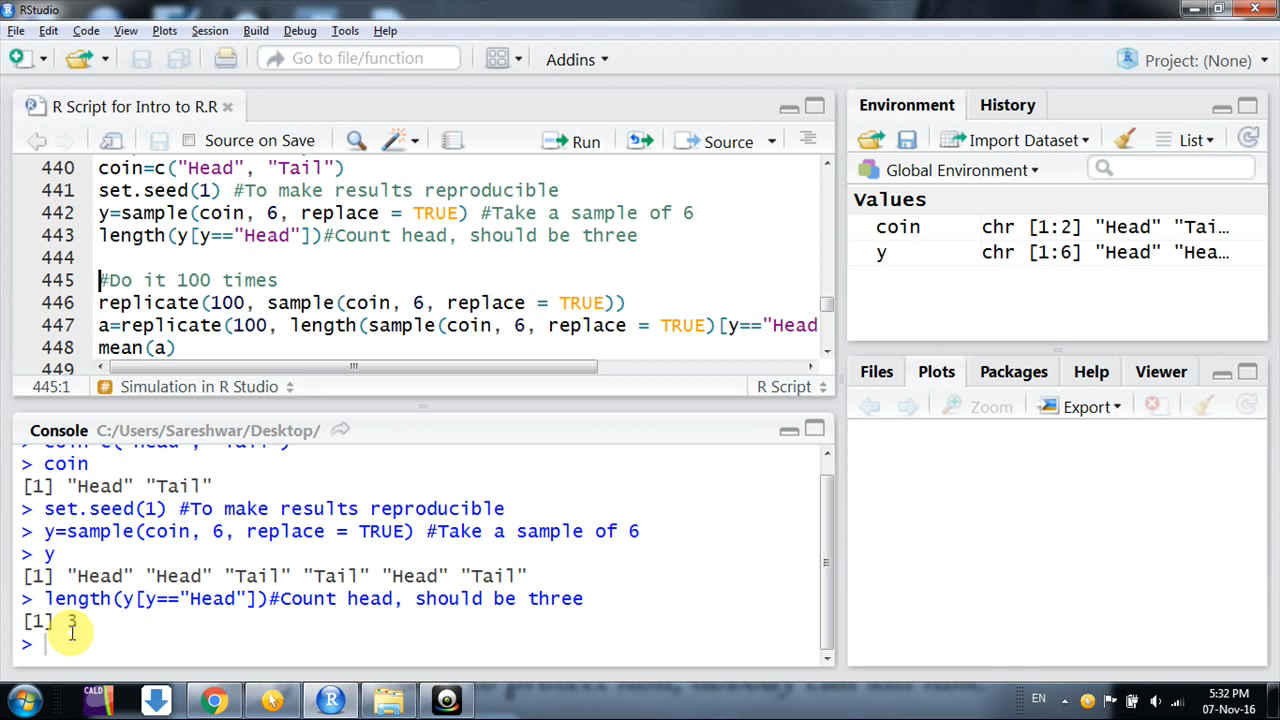 RStudio
File Edit Code View Plots Session Build Debug Tools Help
Go to file/function
Addins
Project: (None)
R Script for Intro to R.R
Source on Save
Run
Source
440 coin=c("Head", "Tail")
441 set.seed(1) #To make results reproducible
442 y=sample(coin, 6, replace = TRUE) #Take a sample of 6
443 length(y[y=="Head"])#Count head, should be three
444
445 #Do it 100 times
446 replicate(100, sample(coin, 6, replace = TRUE))
447 a=replicate(100, length(sample(coin, 6, replace = TRUE)[y=="Head
448 mean(a)
449
445:1
Simulation in R Studio
R Script
Console C:/Users/Sareshwar/Desktop/
> coin
[1] "Head" "Tail"
> set.seed(1) #To make results reproducible
> y=sample(coin, 6, replace = TRUE) #Take a sample of 6
> y
[1] "Head" "Head" "Tail" "Tail" "Head" "Tail"
> length(y[y=="Head"])#Count head, should be three
[1] 3
>
Environment History
Import Dataset
List
Global Environment
Values
coin chr [1:2] "Head" "Tai…
y chr [1:6] "Head" "Hea…
Files Plots Packages Help Viewer
Zoom
Export
CALD
EN
5:32 PM
07-Nov-16